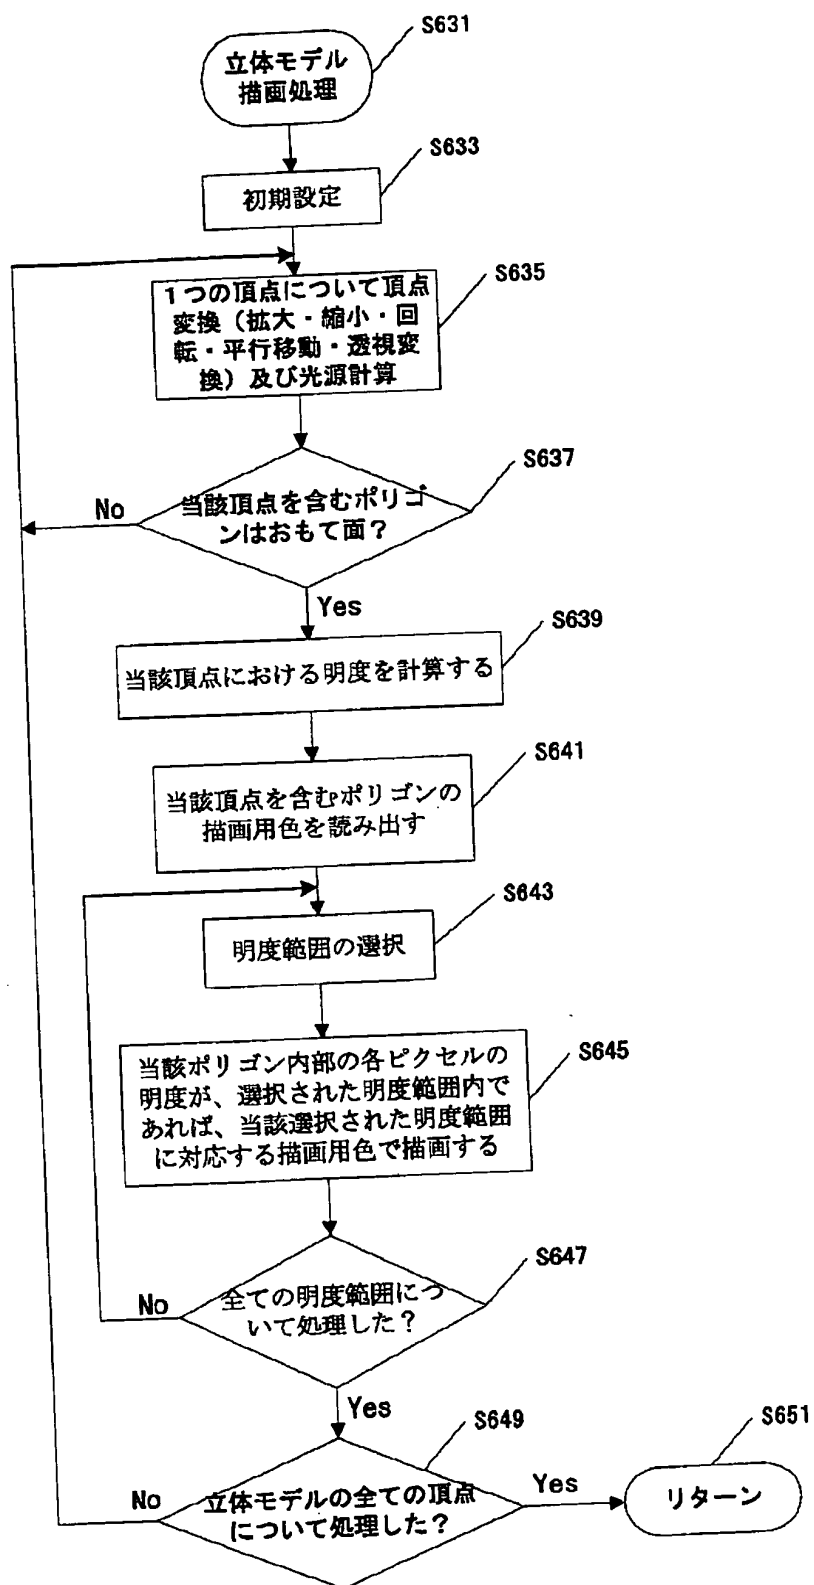 S631
立体モデル
描画処理
S633
初期設定
S635
１つの頂点について頂点
変換（拡大・縮小・回
転・平行移動・透視変
換）及び光源計算
S637
当該頂点を含むポリゴ
ンはおもて面？
No
Yes
S639
当該頂点における明度を計算する
S641
当該頂点を含むポリゴンの
描画用色を読み出す
S643
明度範囲の選択
S645
当該ポリゴン内部の各ピクセルの
明度が、選択された明度範囲内で
あれば、当該選択された明度範囲
に対応する描画用色で描画する
S647
全ての明度範囲につ
いて処理した？
No
Yes
S649
立体モデルの全ての頂点
について処理した？
No
Yes
S651
リターン